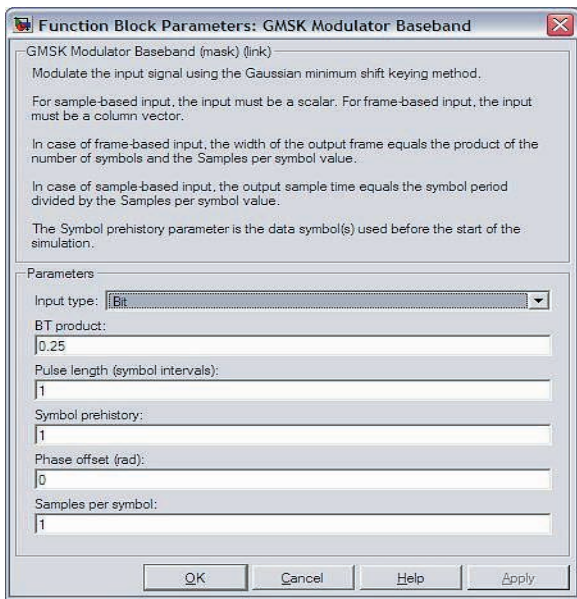 Function Block Parameters: GMSK Modulator Baseband
GMSK Modulator Baseband (mask) (link)
Modulate the input signal using the Gaussian minimum shift keying method.
For sample-based input, the input must be a scalar. For frame-based input, the input
must be a column vector.
In case of frame-based input, the width of the output frame equals the product of the
number of symbols and the Samples per symbol value.
In case of sample-based input, the output sample time equals the symbol period
divided by the Samples per symbol value.
The Symbol prehistory parameter is the data symbol(s) used before the start of the
simulation.
Parameters
Input type: Bit
BT product:
0.25
Pulse length (symbol intervals):
1
Symbol prehistory:
1
Phase offset (rad):
0
Samples per symbol:
1
OK Cancel Help Apply